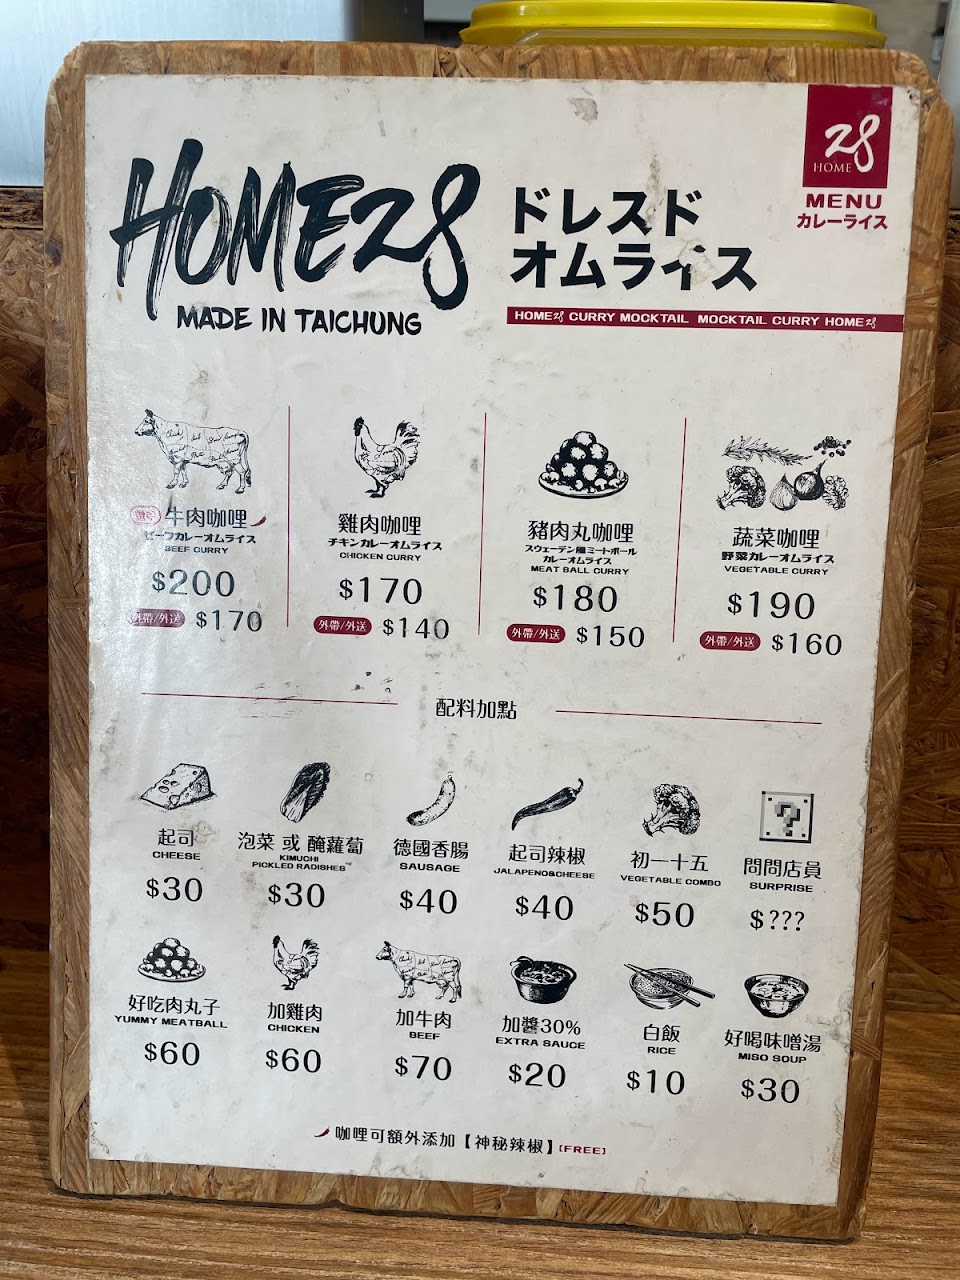 HOME28
MADE IN TAICHUNG
ドレスド
オムライス
28
HOME
MENU
カレーライス
HOME28 CURRY MOCKTAIL MOCKTAIL CURRY HOME28
牛肉咖哩
ビーフカレーオムライス
BEEF CURRY
$200
外帶/外送 $170
雞肉咖哩
チキンカレーオムライス
CHICKEN CURRY
$170
外帶/外送 $140
豬肉丸咖哩
スウェーデン風ミートボール
カレーオムライス
MEAT BALL CURRY
$180
外帶/外送 $150
蔬菜咖哩
野菜カレーオムライス
VEGETABLE CURRY
$190
外帶/外送 $160
配料加點
起司
CHEESE
$30
泡菜 或 醃蘿蔔
KIMUCHI
PICKLED RADISHES
$30
德國香腸
SAUSAGE
$40
起司辣椒
JALAPENO&CHEESE
$40
初一十五
VEGETABLE COMBO
$50
?
問問店員
SURPRISE
$???
好吃肉丸子
YUMMY MEATBALL
$60
加雞肉
CHICKEN
$60
加牛肉
BEEF
$70
加醬30%
EXTRA SAUCE
$20
白飯
RICE
$10
好喝味噌湯
MISO SOUP
$30
咖哩可額外添加【神秘辣椒】[FREE]